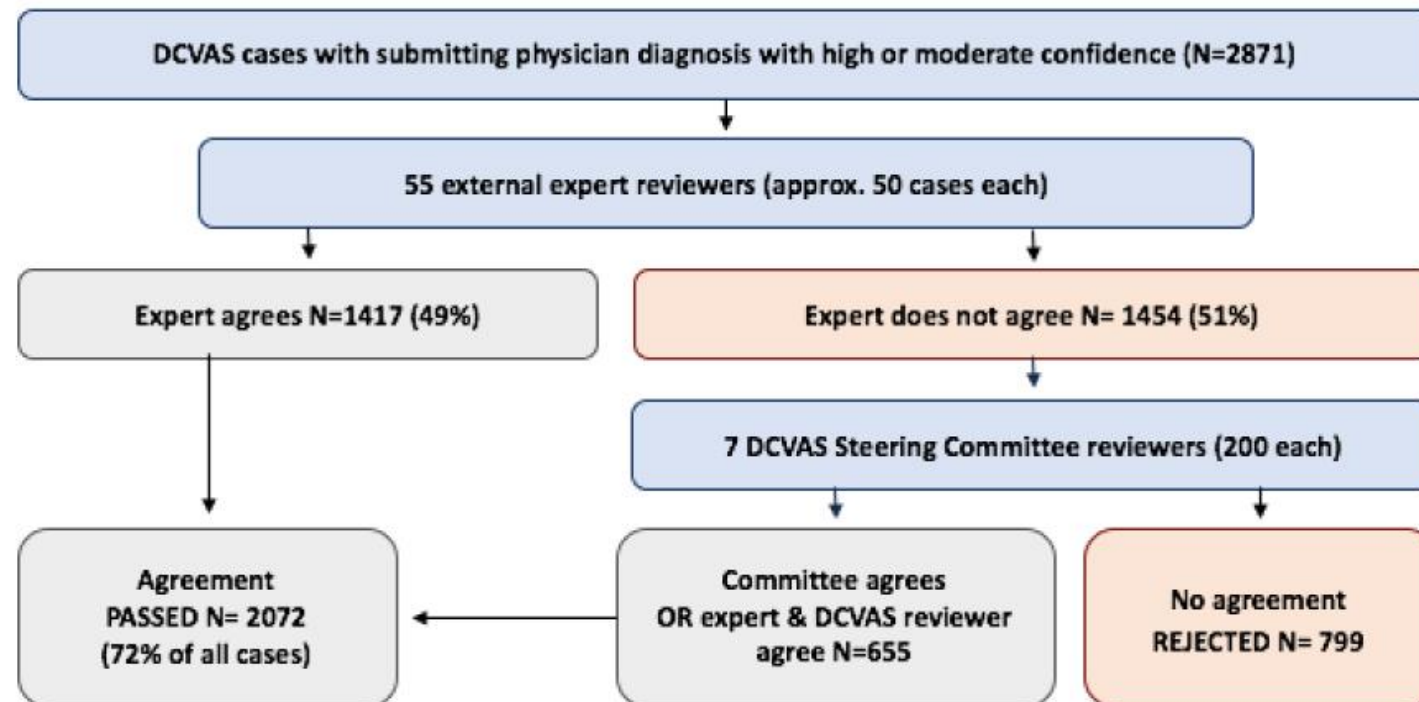 DCVAS cases with submitting physician diagnosis with high or moderate confidence (N=2871)
55 external expert reviewers (approx. 50 cases each)
Expert agrees N=1417 (49%)
Expert does not agree N= 1454 (51%)
7 DCVAS Steering Committee reviewers (200 each)
Agreement
PASSED N= 2072
(72% of all cases)
Committee agrees
OR expert & DCVAS reviewer
agree N=655
No agreement
REJECTED N= 799